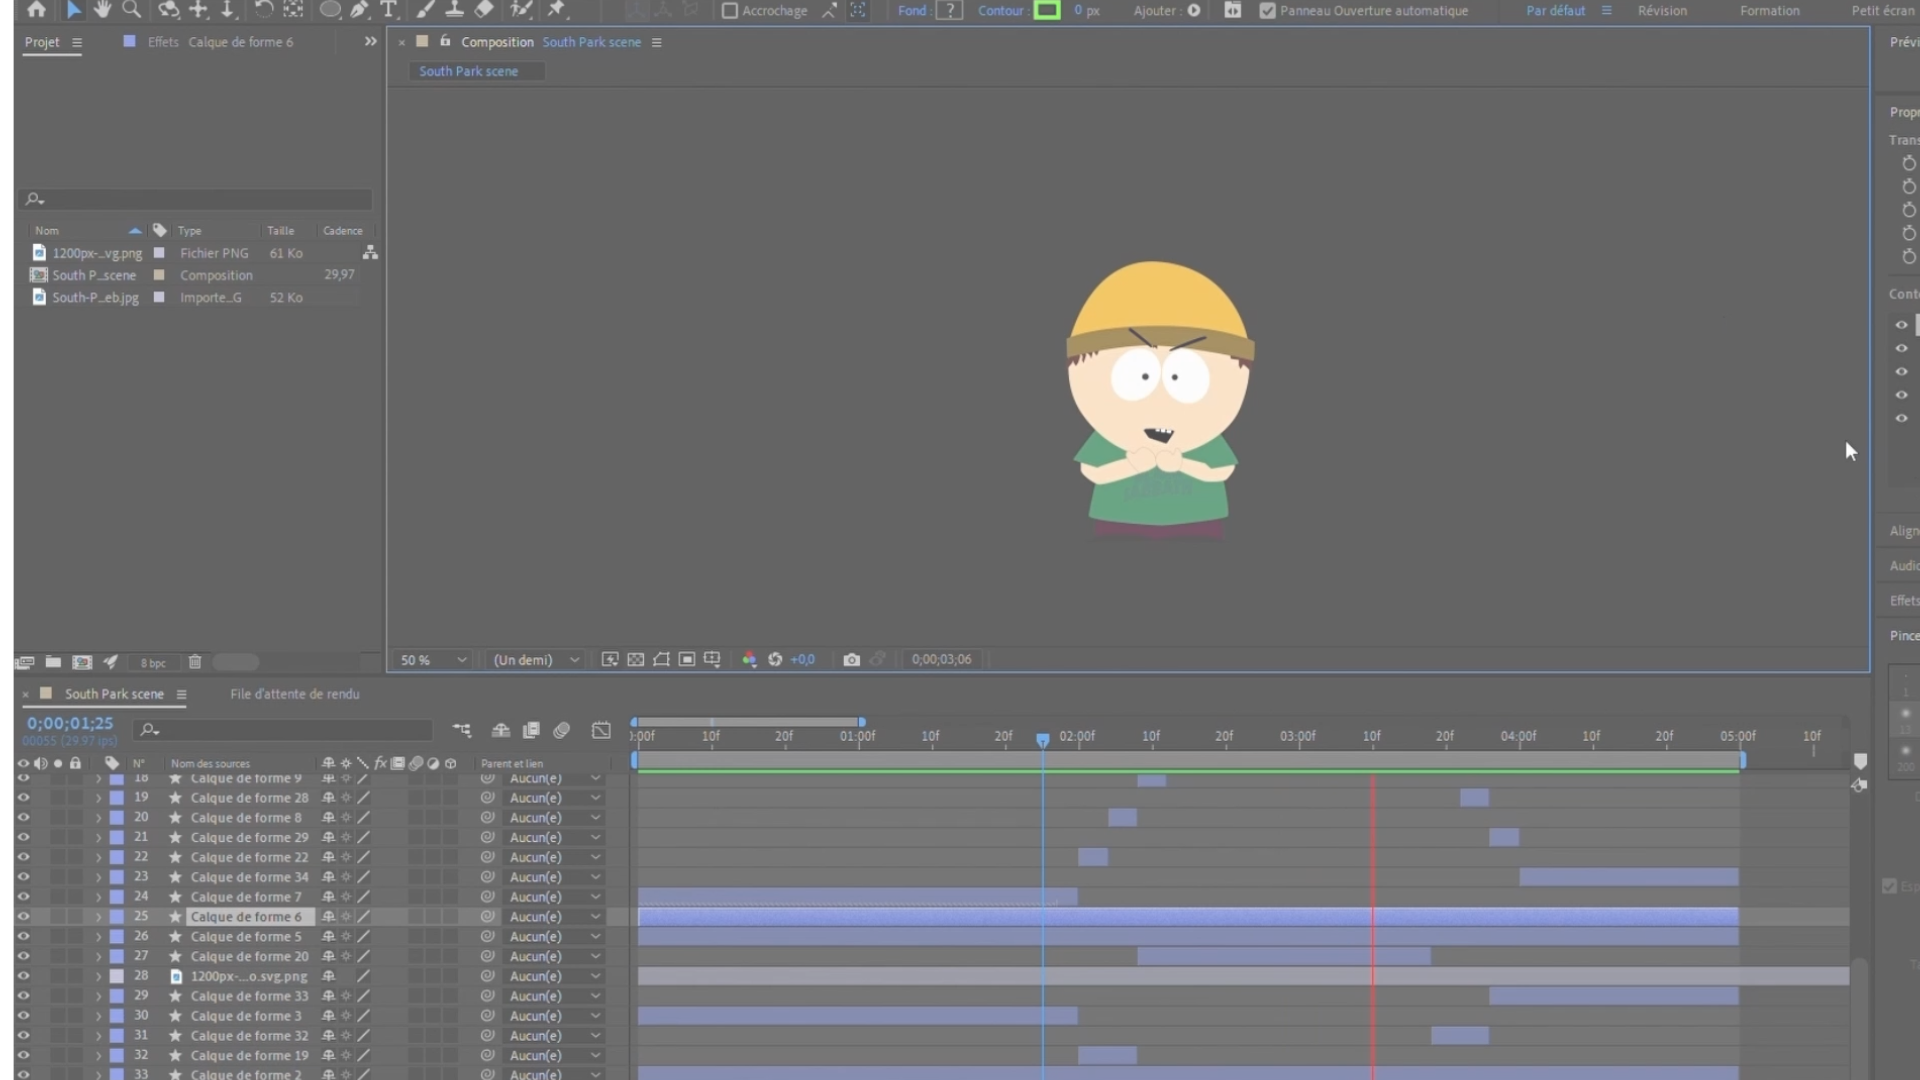 Accrochage
Fond :
?
Contour :
0 px
Ajouter :
Panneau Ouverture automatique
Par défaut
Révision
Formation
Petit écran
Projet
Effets Calque de forme 6
Composition South Park scene
South Park scene
Nom
Type
Taille
Cadence
1200px-...vg.png
Fichier PNG
61 Ko
South P...scene
Composition
29,97
South-P...eb.jpg
Importe...G
52 Ko
8 bpc
50 %
(Un demi)
+0,0
0;00;03;06
Prévi
Propr
Trans
Conte
Aligne
Audio
Effets
Pince
South Park scene
File d'attente de rendu
0;00;01;25
00055 (29.97 ips)
):00f
10f
20f
01:00f
10f
20f
02:00f
10f
20f
03:00f
10f
20f
04:00f
10f
20f
05:00f
10f
N°
Nom des sources
fx
Parent et lien
18 Calque de forme 9 Aucun(e)
19 Calque de forme 28 Aucun(e)
20 Calque de forme 8 Aucun(e)
21 Calque de forme 29 Aucun(e)
22 Calque de forme 22 Aucun(e)
23 Calque de forme 34 Aucun(e)
24 Calque de forme 7 Aucun(e)
25 Calque de forme 6 Aucun(e)
26 Calque de forme 5 Aucun(e)
27 Calque de forme 20 Aucun(e)
28 1200px-...o.svg.png Aucun(e)
29 Calque de forme 33 Aucun(e)
30 Calque de forme 3 Aucun(e)
31 Calque de forme 32 Aucun(e)
32 Calque de forme 19 Aucun(e)
33 Calque de forme 2 Aucun(e)
1
13
200
Esp